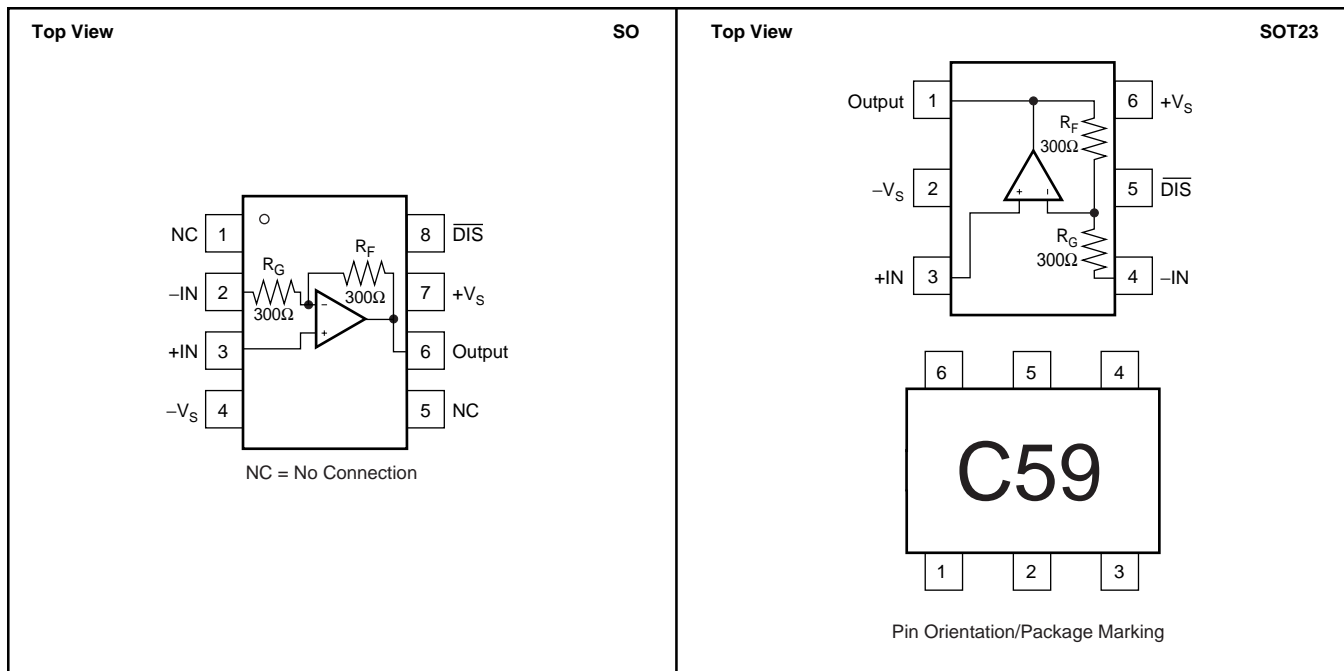 Top View SO
NC 1
8 D̅I̅S̅
R_G
R_F
−IN 2
300Ω
300Ω
7 +V_S
−
+
+IN 3
6 Output
−V_S 4
5 NC
NC = No Connection
Top View SOT23
Output 1
6 +V_S
R_F
300Ω
−V_S 2
+ −
5 D̅I̅S̅
R_G
300Ω
+IN 3
4 −IN
6 5 4
C59
1 2 3
Pin Orientation/Package Marking